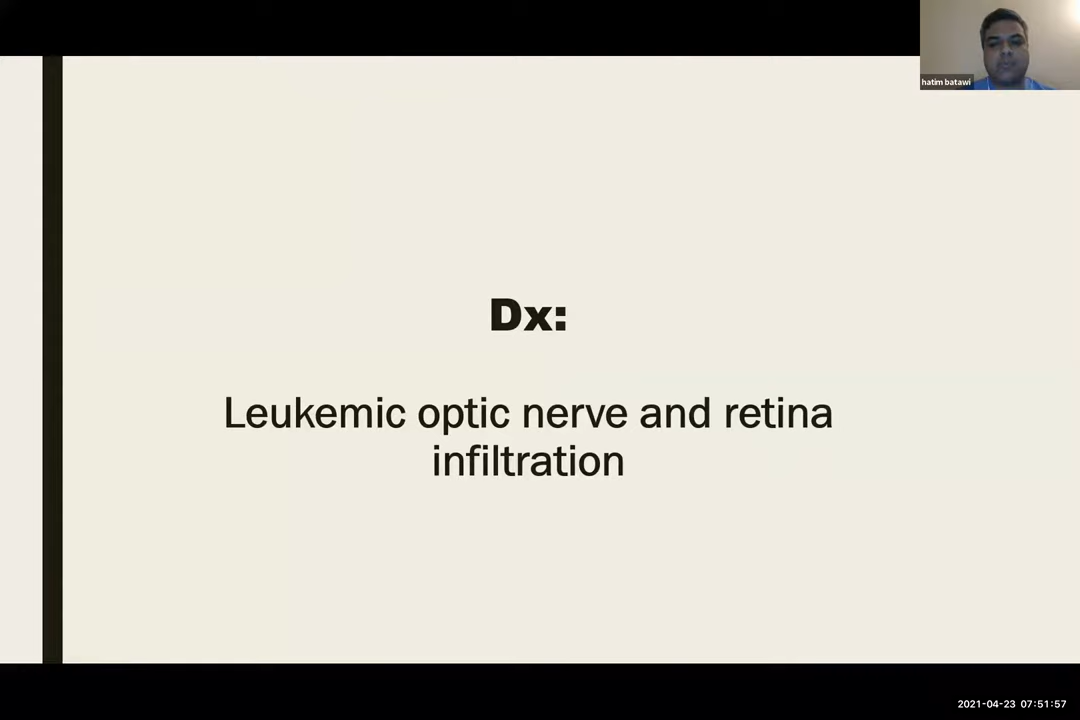 hatim batawi
Dx:
Leukemic optic nerve and retina
infiltration
2021-04-23 07:51:57